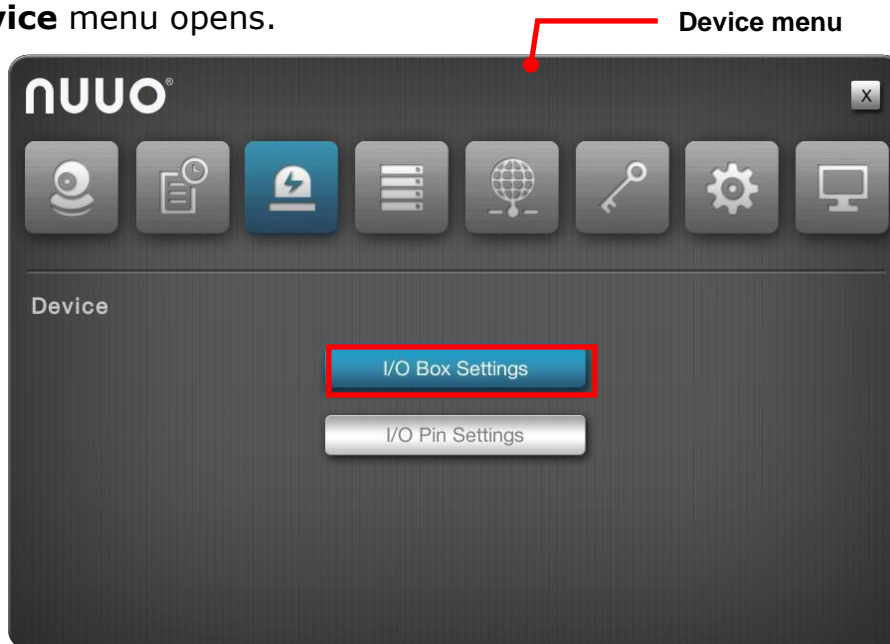 vice menu opens.
Device menu
nuuo®
X
Device
I/O Box Settings
I/O Pin Settings